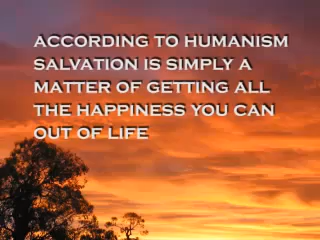 ACCORDING TO HUMANISM
SALVATION IS SIMPLY A
MATTER OF GETTING ALL
THE HAPPINESS YOU CAN
OUT OF LIFE